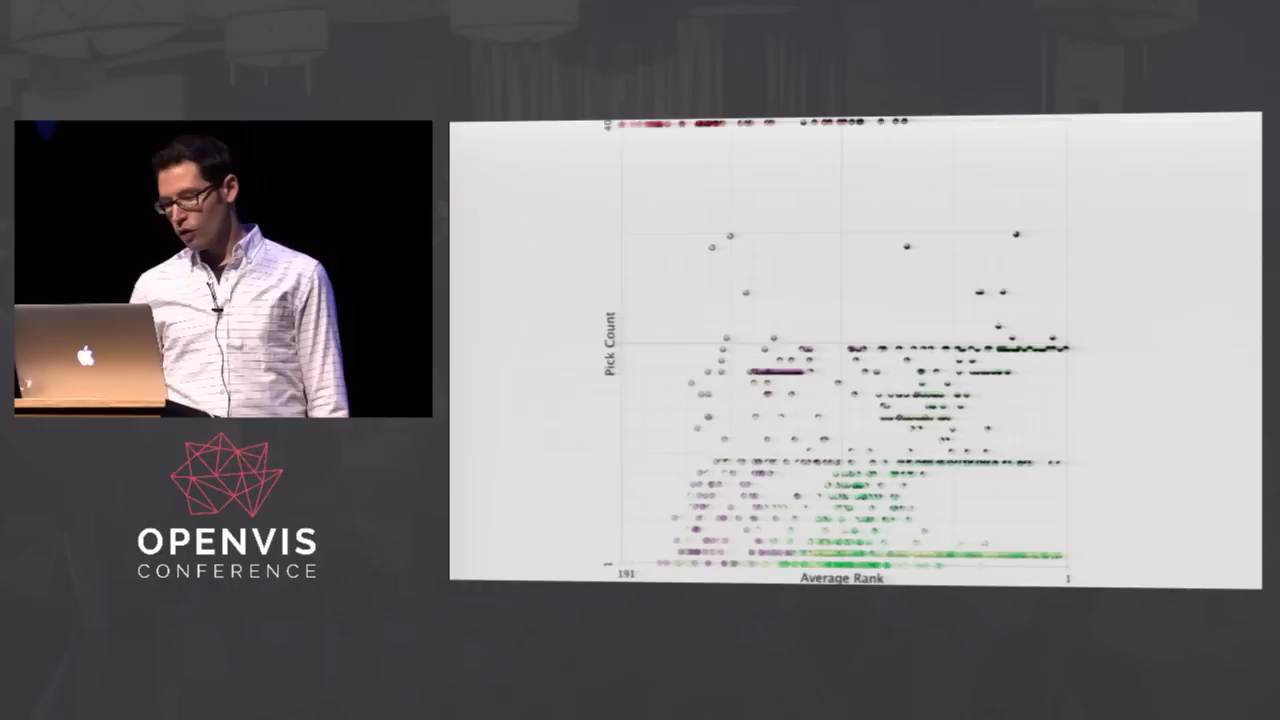 40
Pick Count
1
191
Average Rank
1
OPENVIS
CONFERENCE